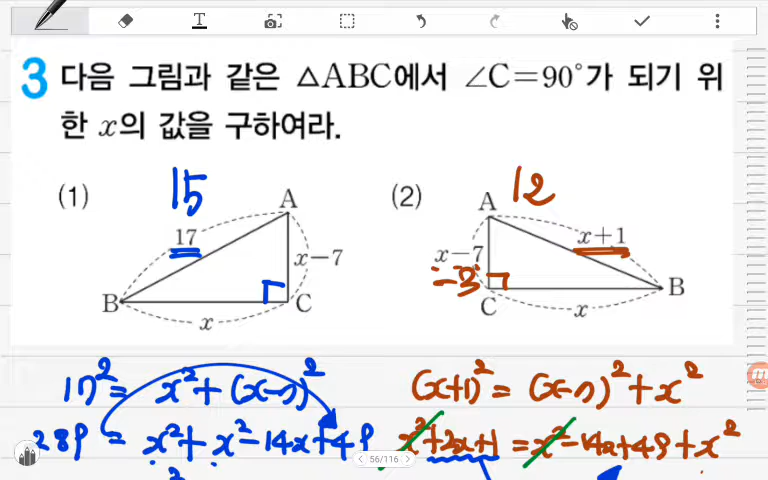 3 다음 그림과 같은 △ABC에서 ∠C=90°가 되기 위
한 x의 값을 구하여라.
(1) 15
A
17
x-7
B
C
x
(2) 12
A
x+1
x-7
-3
B
C
x
17² = x² + (x-7)²
289 = x² + x² - 14x + 49
(x+1)² = (x-7)² + x²
x² + 2x + 1 = x² - 14x + 49 + x²
56/116